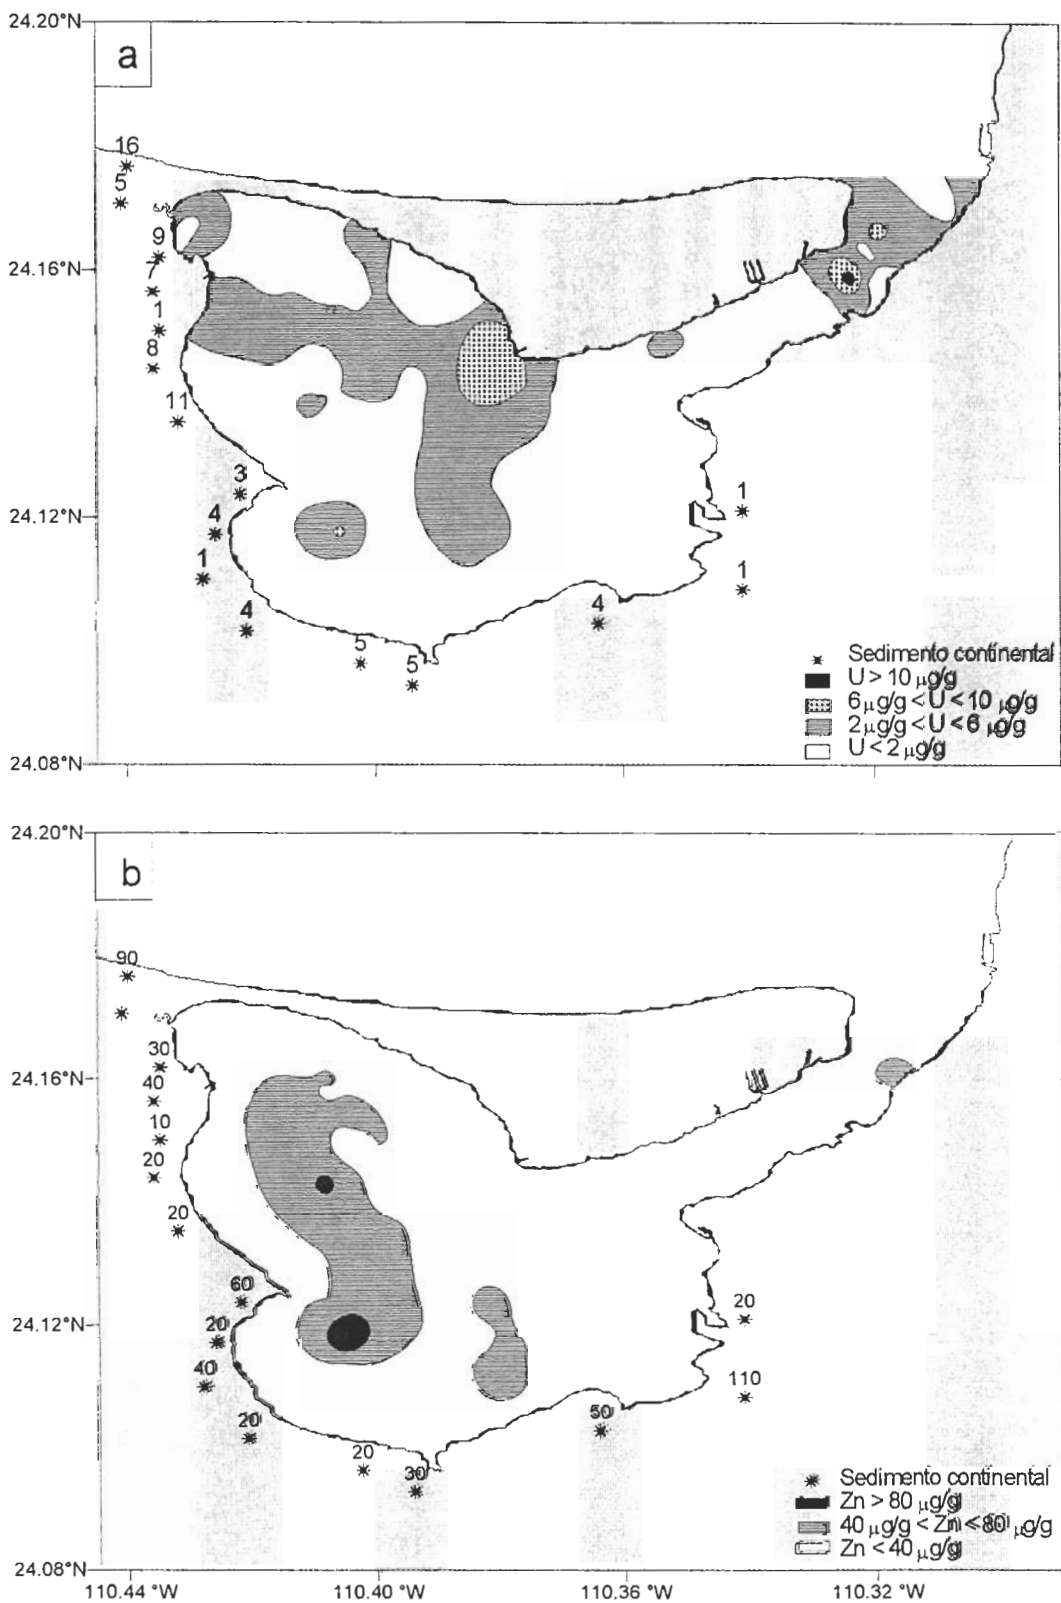 24.20°N
a
16
5
9
24.16°N
7
1
8
11
3
24.12°N
4
1
1
1
4
4
5
5
Sedimento continental
U > 10 µg/g
6 µg/g < U < 10 µg/g
2 µg/g < U < 6 µg/g
U < 2 µg/g
24.08°N
24.20°N
b
90
30
24.16°N
40
10
20
20
60
24.12°N
20
20
40
110
20
50
20
30
Sedimento continental
Zn > 80 µg/g
40 µg/g < Zn < 80 µg/g
Zn < 40 µg/g
24.08°N
110.44 °W 110.40 °W 110.36 °W 110.32 °W